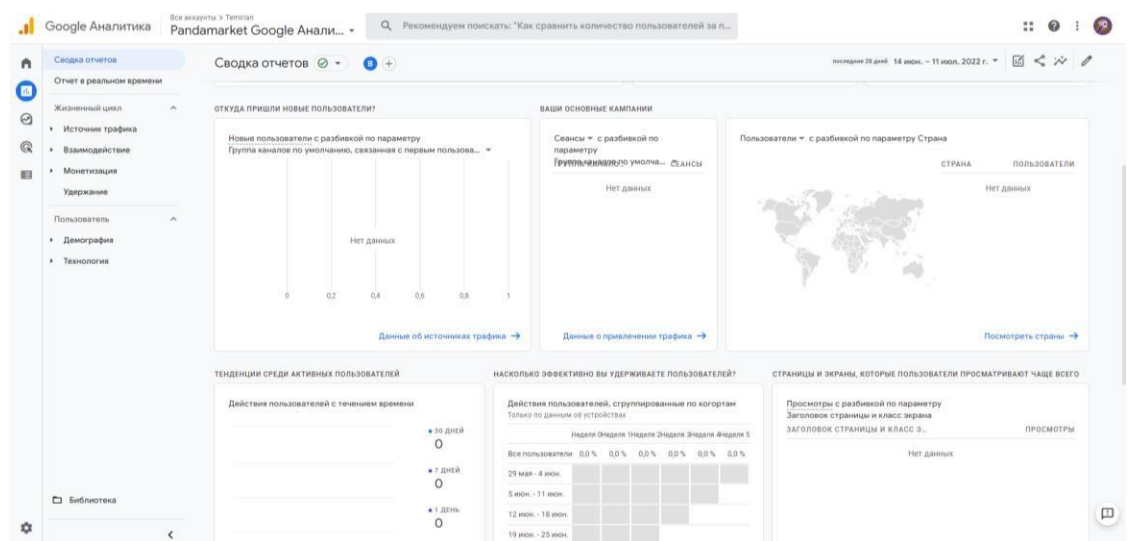 Google Аналитика
Все аккаунты > Temirlan
Pandamarket Google Анали...
Рекомендуем поискать: "Как сравнить количество пользователей за п...
Сводка отчетов
Отчет в реальном времени
Жизненный цикл
Источник трафика
Взаимодействие
Монетизация
Удержание
Пользователь
Демография
Технология
Библиотека
Сводка отчетов
В
последние 28 дней 14 июн. – 11 июл. 2022 г.
ОТКУДА ПРИШЛИ НОВЫЕ ПОЛЬЗОВАТЕЛИ?
Новые пользователи с разбивкой по параметру
Группа каналов по умолчанию, связанная с первым пользова...
Нет данных
0 0,2 0,4 0,6 0,8 1
Данные об источниках трафика →
ВАШИ ОСНОВНЫЕ КАМПАНИИ
Сеансы с разбивкой по
параметру
Группа каналов по умолча...
ГРУППА КАНАЛО... СЕАНСЫ
Нет данных
Данные о привлечении трафика →
Пользователи с разбивкой по параметру Страна
СТРАНА ПОЛЬЗОВАТЕЛИ
Нет данных
Посмотреть страны →
ТЕНДЕНЦИИ СРЕДИ АКТИВНЫХ ПОЛЬЗОВАТЕЛЕЙ
Действия пользователей с течением времени
30 ДНЕЙ
0
7 ДНЕЙ
0
1 ДЕНЬ
0
НАСКОЛЬКО ЭФФЕКТИВНО ВЫ УДЕРЖИВАЕТЕ ПОЛЬЗОВАТЕЛЕЙ?
Действия пользователей, сгруппированные по когортам
Только по данным об устройствах
Неделя 0 Неделя 1 Неделя 2 Неделя 3 Неделя 4 Неделя 5
Все пользователи 0,0 % 0,0 % 0,0 % 0,0 % 0,0 % 0,0 %
29 мая - 4 июн.
5 июн. - 11 июн.
12 июн. - 18 июн.
19 июн. - 25 июн.
СТРАНИЦЫ И ЭКРАНЫ, КОТОРЫЕ ПОЛЬЗОВАТЕЛИ ПРОСМАТРИВАЮТ ЧАЩЕ ВСЕГО
Просмотры с разбивкой по параметру
Заголовок страницы и класс экрана
ЗАГОЛОВОК СТРАНИЦЫ И КЛАСС Э... ПРОСМОТРЫ
Нет данных